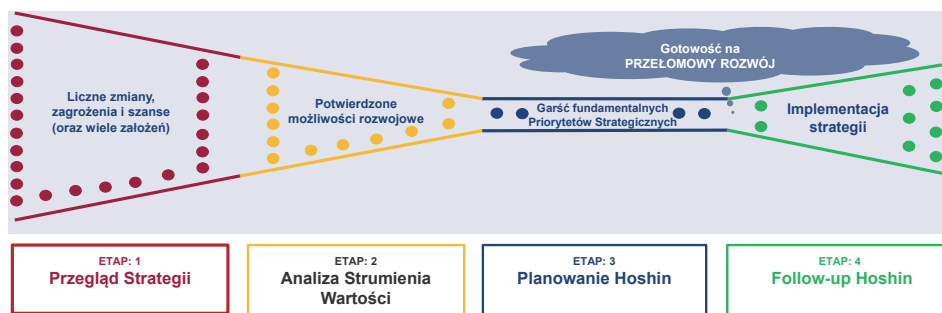 Gotowość na
PRZEŁOMOWY ROZWÓJ
Liczne zmiany,
zagrożenia i szanse
(oraz wiele założeń)
Potwierdzone
możliwości rozwojowe
Garść fundamentalnych
Priorytetów Strategicznych
Implementacja
strategii
ETAP: 1
Przegląd Strategii
ETAP: 2
Analiza Strumienia
Wartości
ETAP: 3
Planowanie Hoshin
ETAP: 4
Follow-up Hoshin